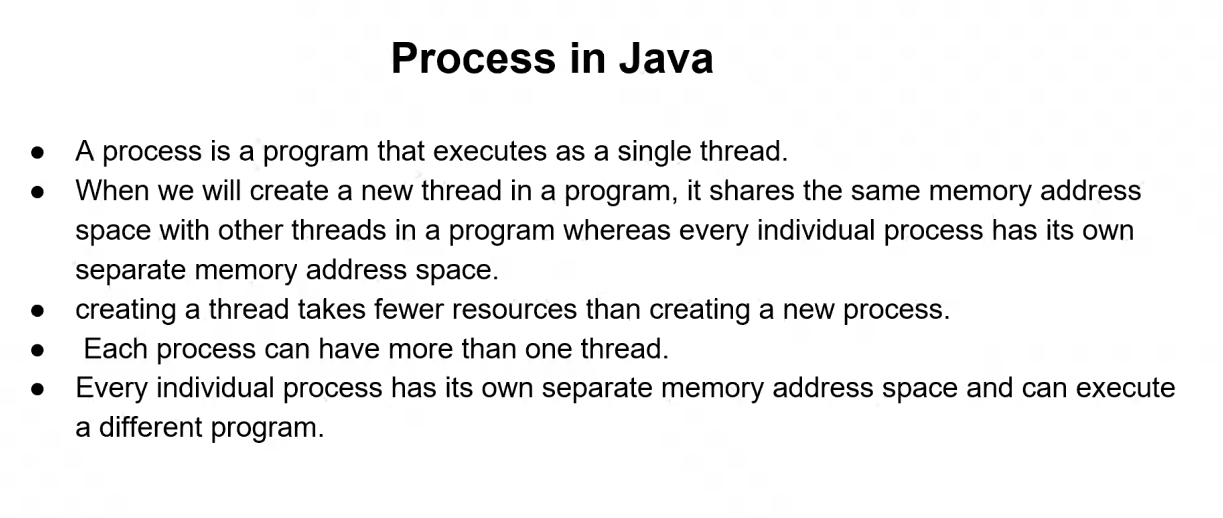 Process in Java
● A process is a program that executes as a single thread.
● When we will create a new thread in a program, it shares the same memory address
space with other threads in a program whereas every individual process has its own
separate memory address space.
● creating a thread takes fewer resources than creating a new process.
● Each process can have more than one thread.
● Every individual process has its own separate memory address space and can execute
a different program.